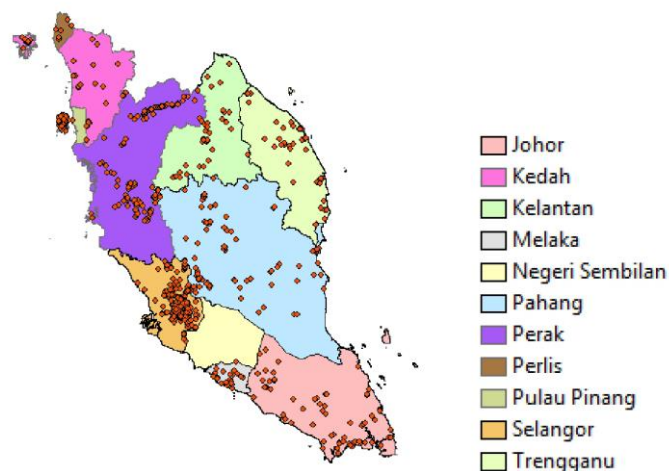 Johor
Kedah
Kelantan
Melaka
Negeri Sembilan
Pahang
Perak
Perlis
Pulau Pinang
Selangor
Trengganu